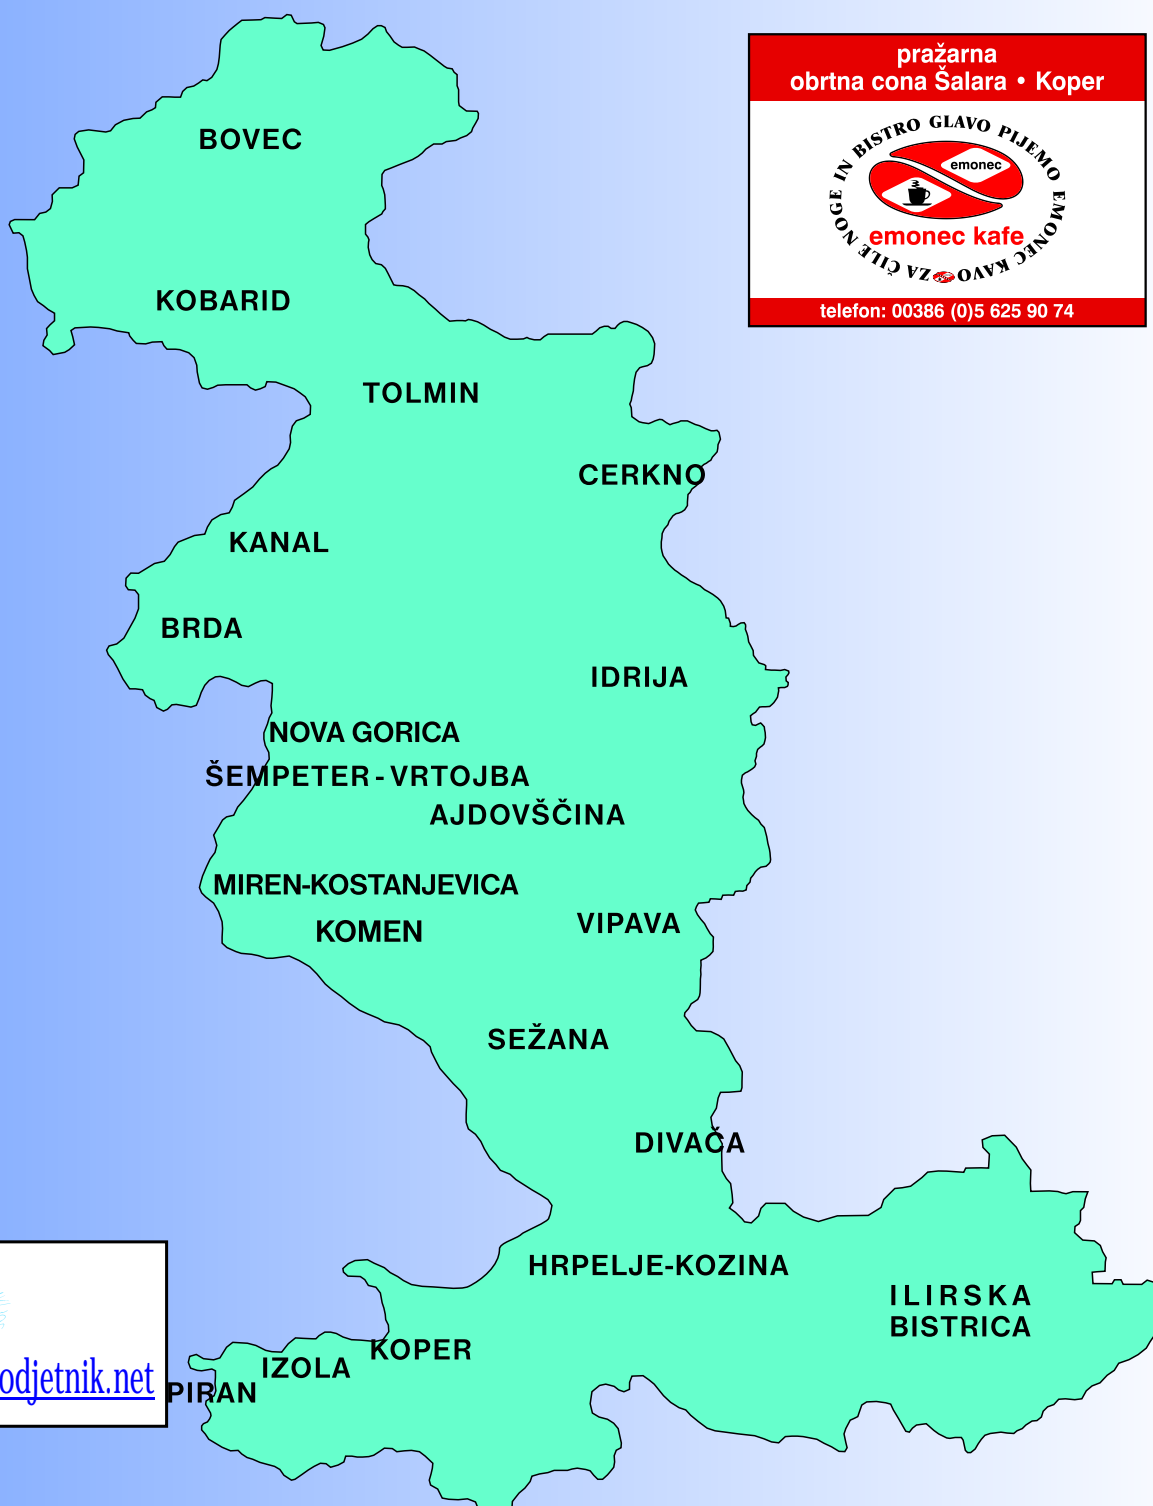 pražarna
obrtna cona Šalara • Koper
ZA ČILE NOGE IN BISTRO GLAVO PIJEMO EMONEC KAVO
emonec
emonec kafe
telefon: 00386 (0)5 625 90 74
BOVEC
KOBARID
TOLMIN
CERKNO
KANAL
BRDA
IDRIJA
NOVA GORICA
ŠEMPETER - VRTOJBA
AJDOVŠČINA
MIREN-KOSTANJEVICA
KOMEN
VIPAVA
SEŽANA
DIVAČA
HRPELJE-KOZINA
ILIRSKA
BISTRICA
KOPER
IZOLA
PIRAN
odjetnik.net